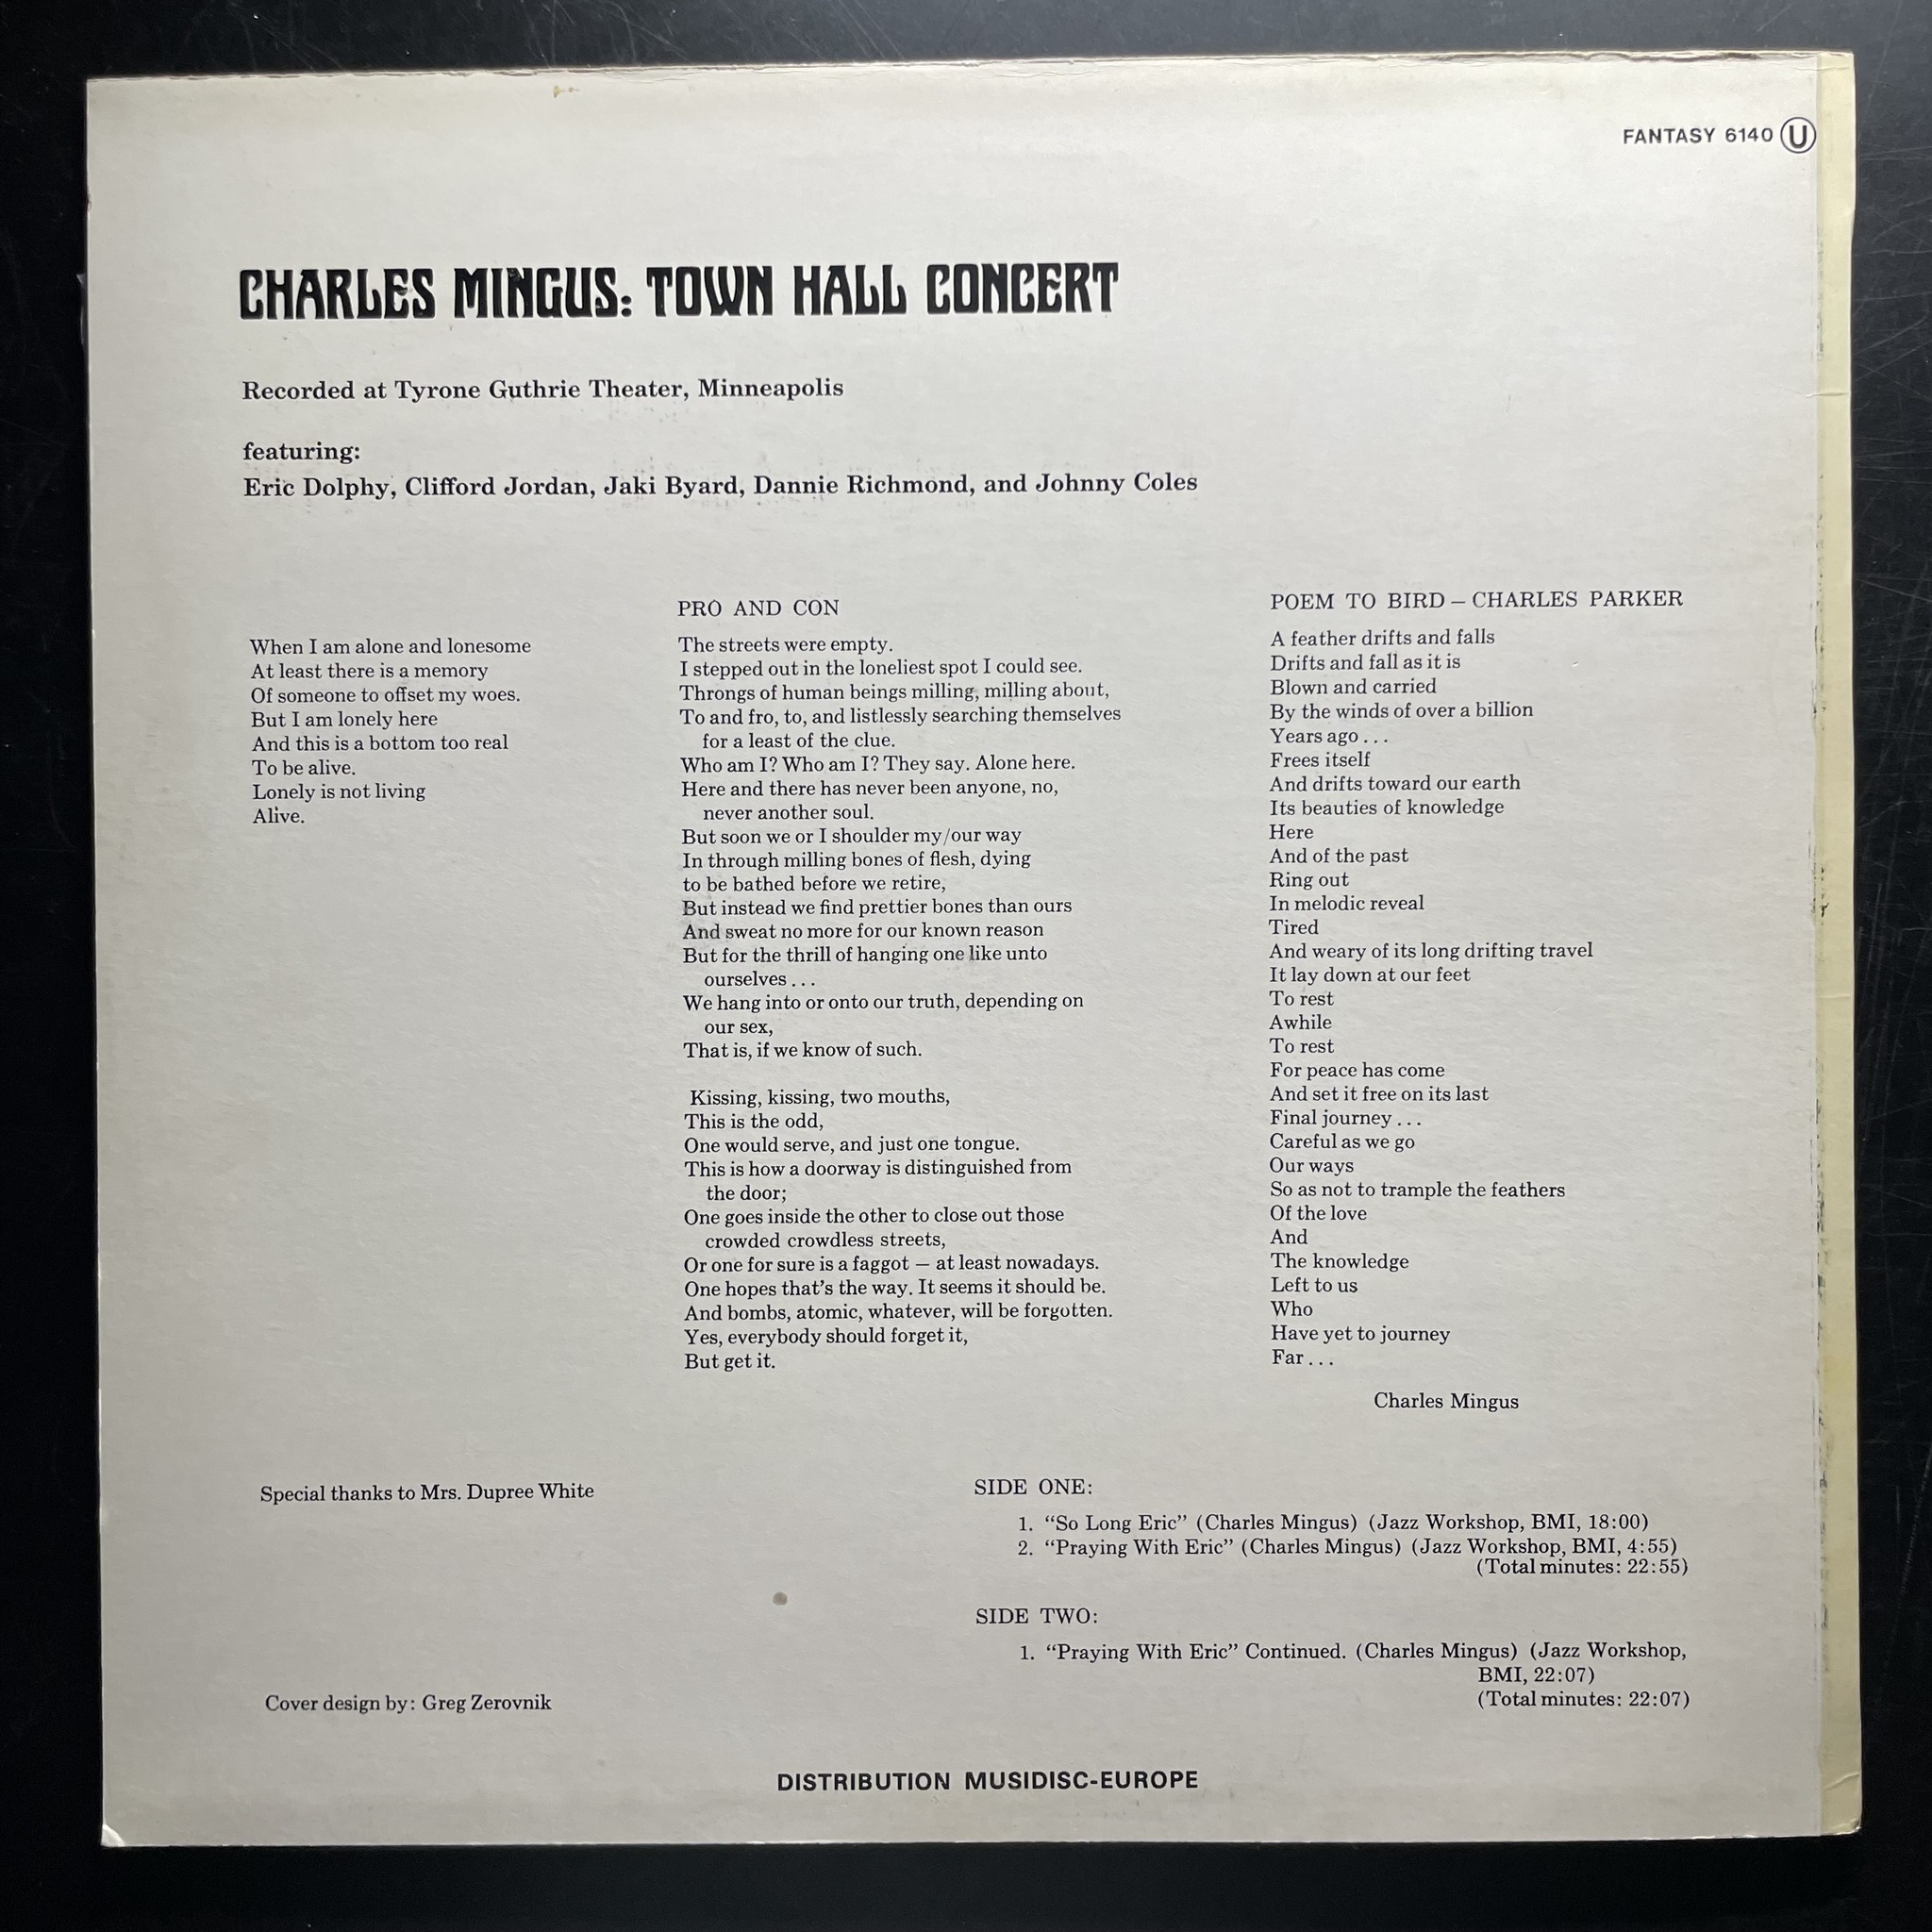 FANTASY 6140 U
CHARLES MINGUS: TOWN HALL CONCERT
Recorded at Tyrone Guthrie Theater, Minneapolis
featuring:
Eric Dolphy, Clifford Jordan, Jaki Byard, Dannie Richmond, and Johnny Coles
When I am alone and lonesome
At least there is a memory
Of someone to offset my woes.
But I am lonely here
And this is a bottom too real
To be alive.
Lonely is not living
Alive.
PRO AND CON
The streets were empty.
I stepped out in the loneliest spot I could see.
Throngs of human beings milling, milling about,
To and fro, to, and listlessly searching themselves
for a least of the clue.
Who am I? Who am I? They say. Alone here.
Here and there has never been anyone, no,
never another soul.
But soon we or I shoulder my/our way
In through milling bones of flesh, dying
to be bathed before we retire,
But instead we find prettier bones than ours
And sweat no more for our known reason
But for the thrill of hanging one like unto
ourselves . . .
We hang into or onto our truth, depending on
our sex,
That is, if we know of such.
Kissing, kissing, two mouths,
This is the odd,
One would serve, and just one tongue.
This is how a doorway is distinguished from
the door;
One goes inside the other to close out those
crowded crowdless streets,
Or one for sure is a faggot — at least nowadays.
One hopes that's the way. It seems it should be.
And bombs, atomic, whatever, will be forgotten.
Yes, everybody should forget it,
But get it.
POEM TO BIRD – CHARLES PARKER
A feather drifts and falls
Drifts and fall as it is
Blown and carried
By the winds of over a billion
Years ago . . .
Frees itself
And drifts toward our earth
Its beauties of knowledge
Here
And of the past
Ring out
In melodic reveal
Tired
And weary of its long drifting travel
It lay down at our feet
To rest
Awhile
To rest
For peace has come
And set it free on its last
Final journey . . .
Careful as we go
Our ways
So as not to trample the feathers
Of the love
And
The knowledge
Left to us
Who
Have yet to journey
Far . . .
Charles Mingus
Special thanks to Mrs. Dupree White
Cover design by: Greg Zerovnik
SIDE ONE:
1. “So Long Eric” (Charles Mingus) (Jazz Workshop, BMI, 18:00)
2. “Praying With Eric” (Charles Mingus) (Jazz Workshop, BMI, 4:55)
(Total minutes: 22:55)
SIDE TWO:
1. “Praying With Eric” Continued. (Charles Mingus) (Jazz Workshop,
BMI, 22:07)
(Total minutes: 22:07)
DISTRIBUTION MUSIDISC-EUROPE